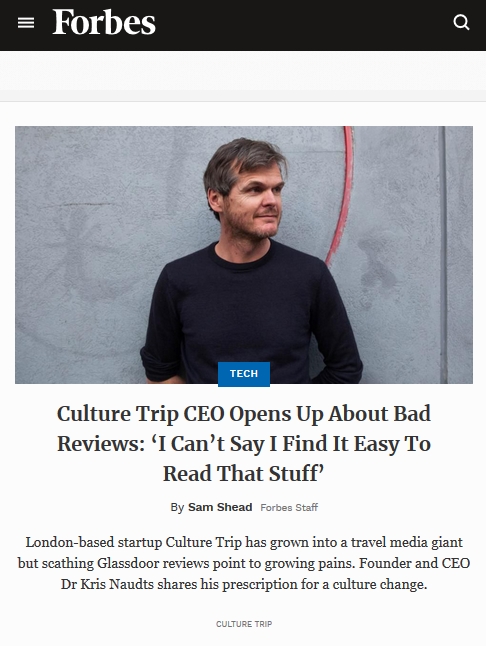 Forbes
TECH
Culture Trip CEO Opens Up About Bad
Reviews: ‘I Can’t Say I Find It Easy To
Read That Stuff’
By Sam Shead Forbes Staff
London-based startup Culture Trip has grown into a travel media giant
but scathing Glassdoor reviews point to growing pains. Founder and CEO
Dr Kris Naudts shares his prescription for a culture change.
CULTURE TRIP